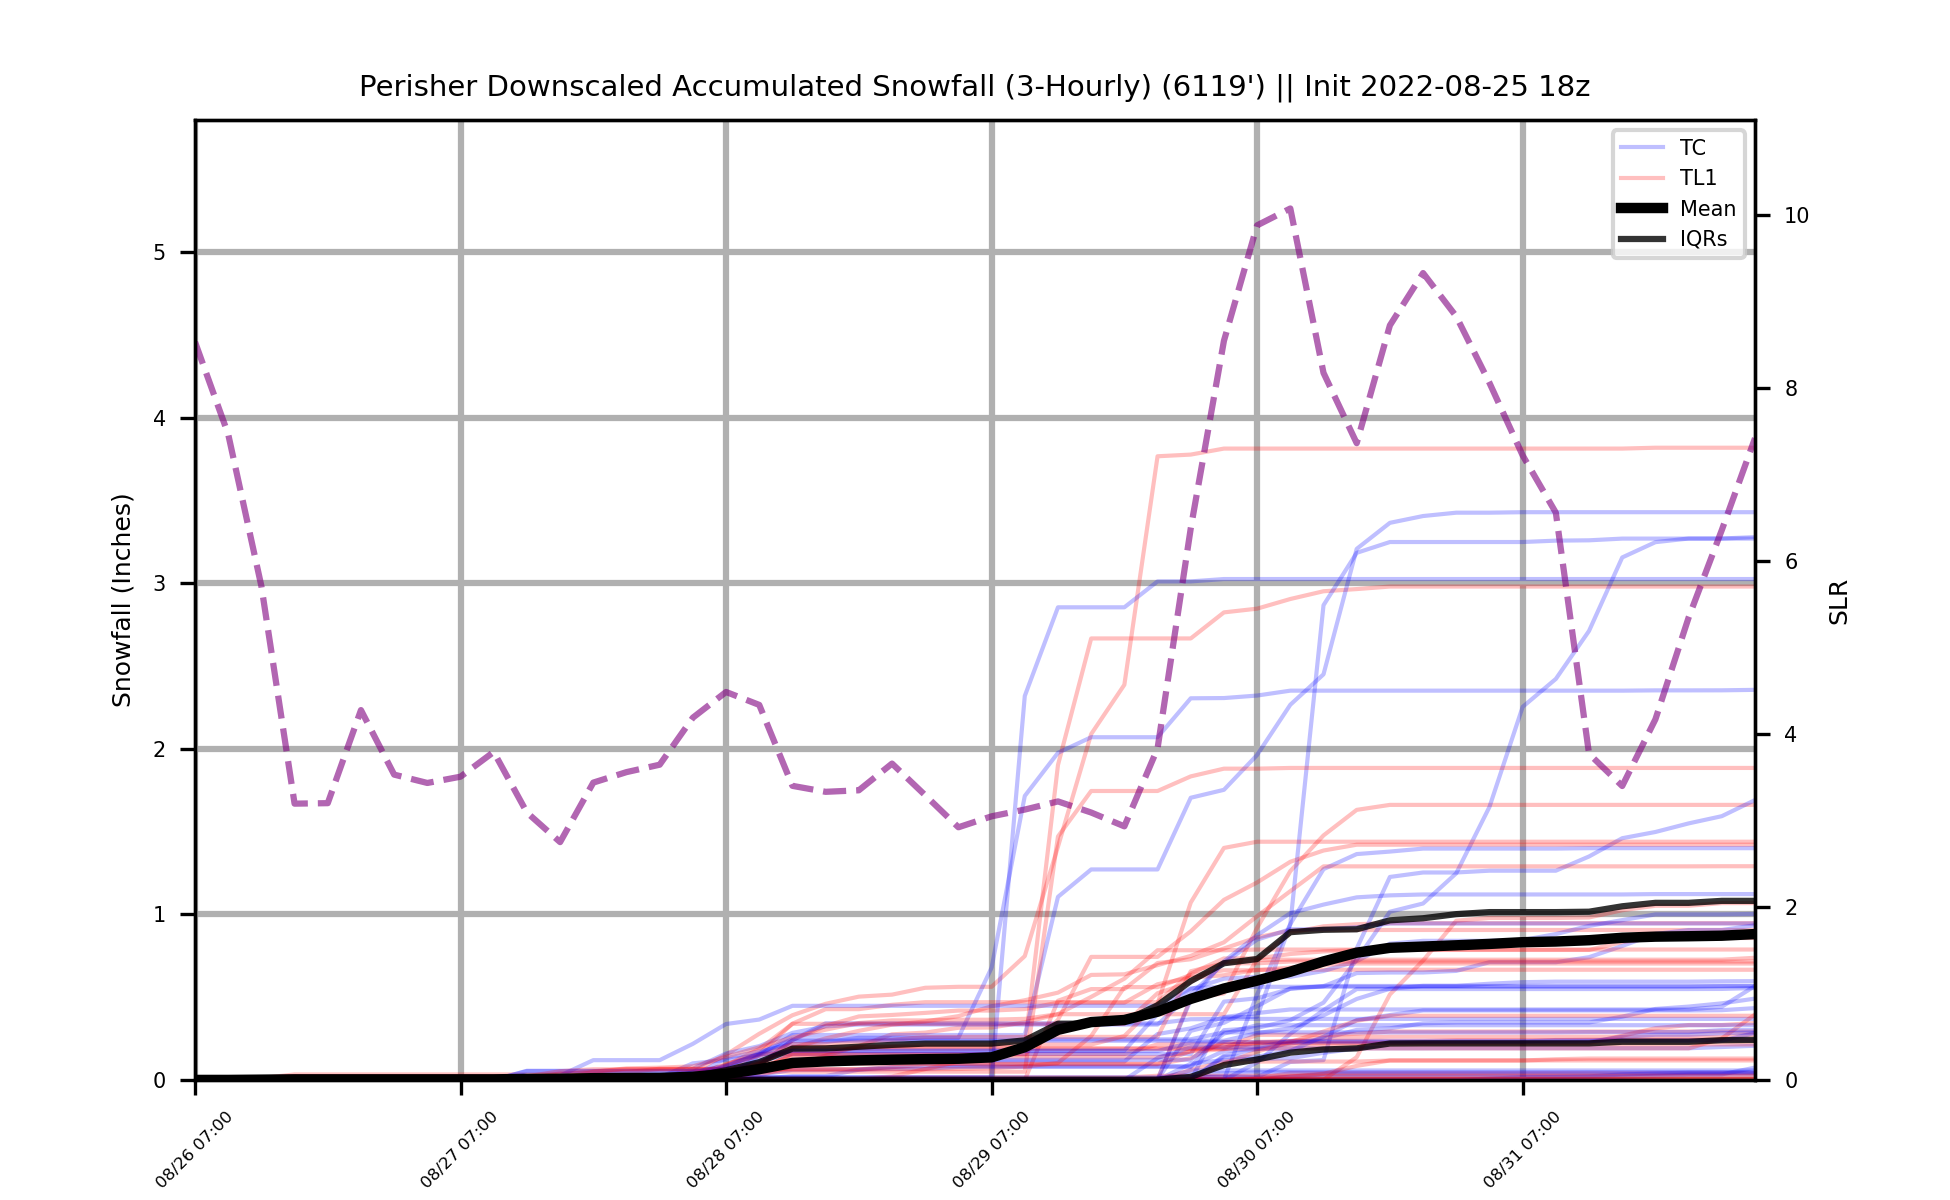 Perisher Downscaled Accumulated Snowfall (3-Hourly) (6119') || Init 2022-08-25 18z
TC
TL1
Mean
IQRs
Snowfall (Inches)
5
4
3
2
1
0
10
8
6
4
2
0
SLR
08/26 07:00
08/27 07:00
08/28 07:00
08/29 07:00
08/30 07:00
08/31 07:00